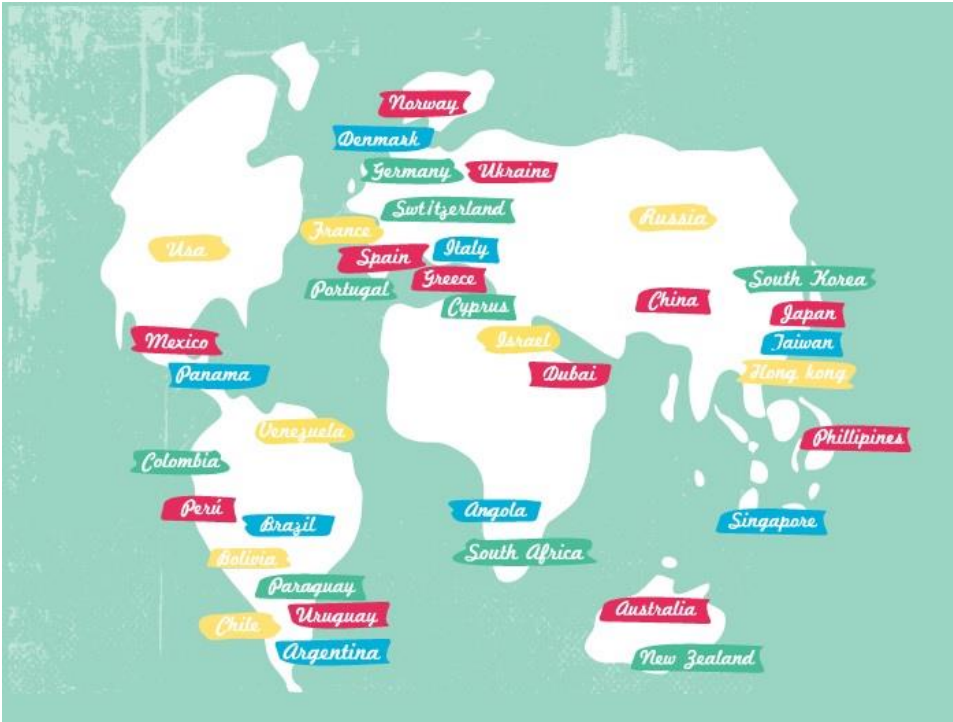 Norway
Denmark
Germany
Ukraine
Swtitzerland
Russia
France
Usa
Spain
Italy
Greece
Portugal
Cyprus
South Korea
China
Japan
Israel
Taiwan
Mexico
Panama
Dubai
Hong kong
Venezuela
Phillipines
Colombia
Perú
Brazil
Angola
Singapore
South Africa
Bolivia
Paraguay
Uruguay
Chile
Argentina
Australia
New Zealand